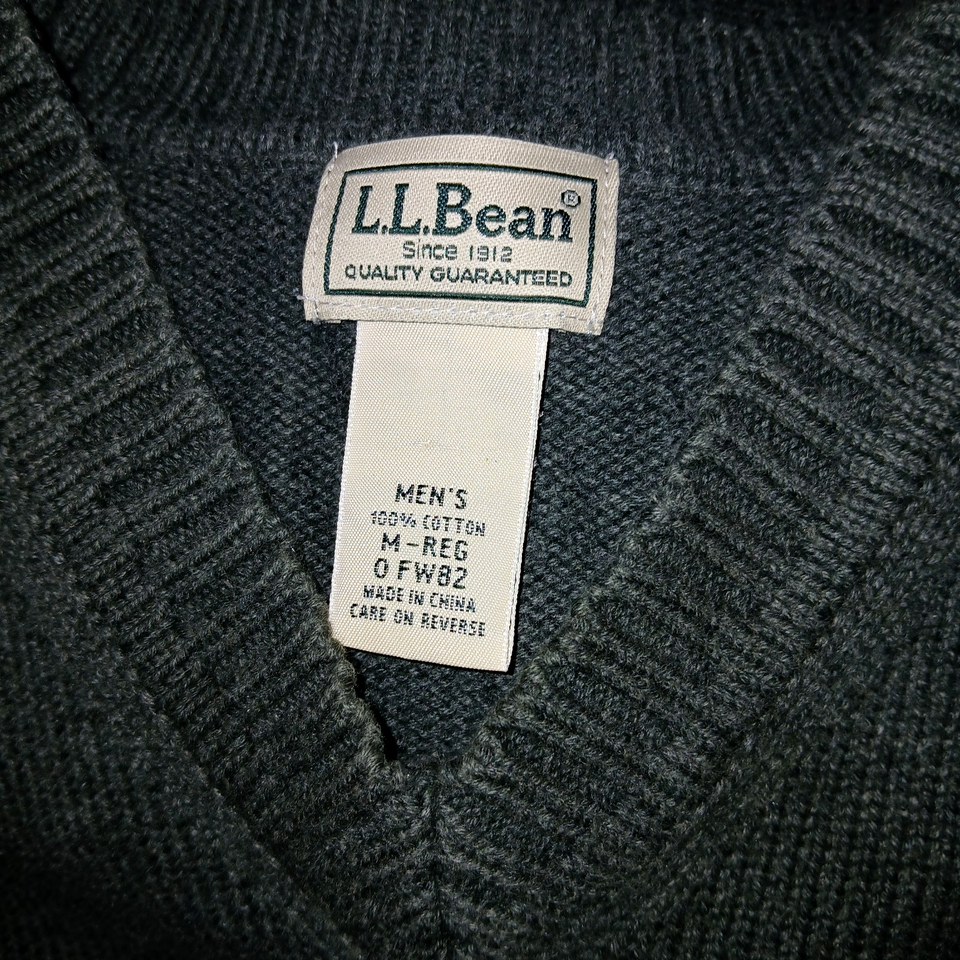 L.L.Bean®
Since 1912
QUALITY GUARANTEED
MEN'S
100% COTTON
M-REG
0 FW82
MADE IN CHINA
CARE ON REVERSE